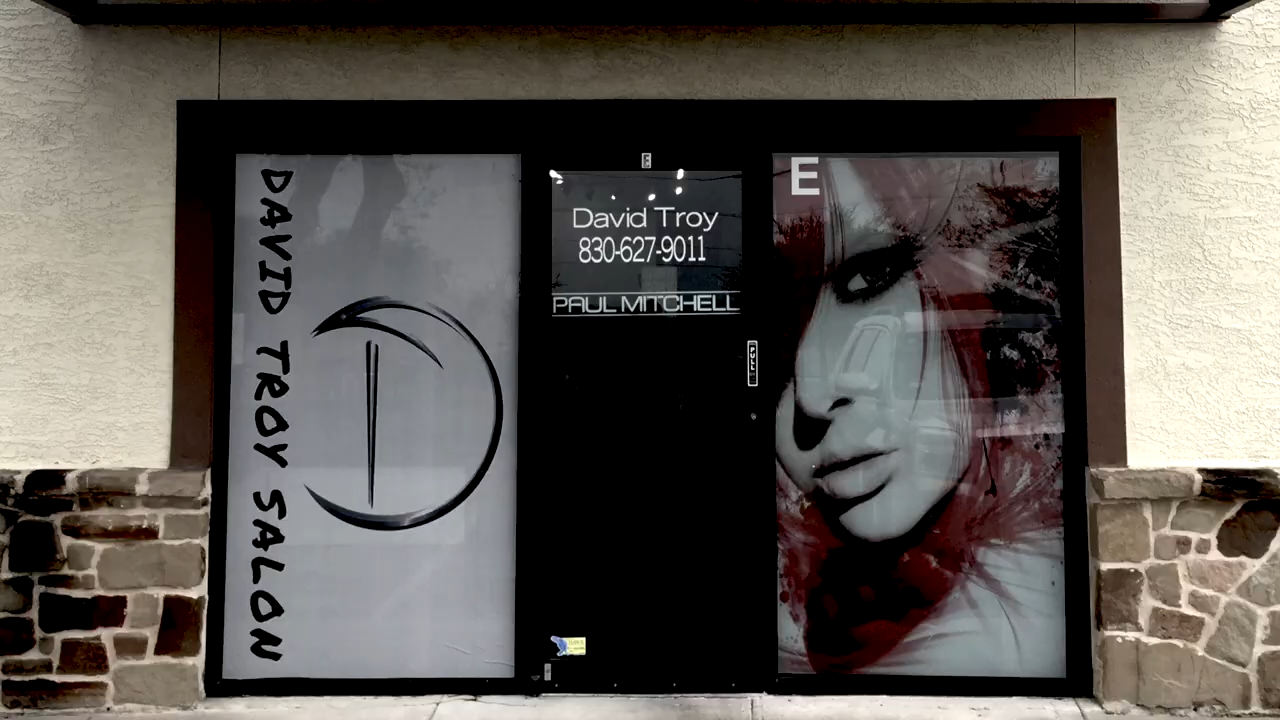 DAVID TROY SALON
E
David Troy
830-627-9011
PAUL MITCHELL
PULL
E